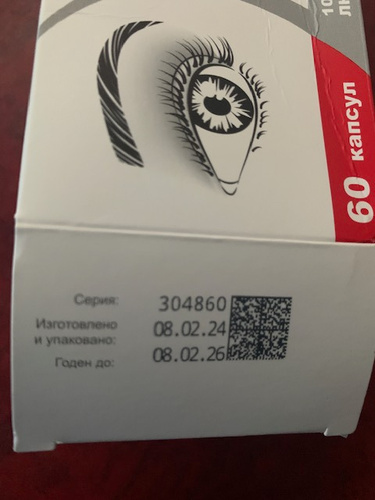 60 капсул
Серия: 304860
Изготовлено
и упаковано: 08.02.24
Годен до: 08.02.26